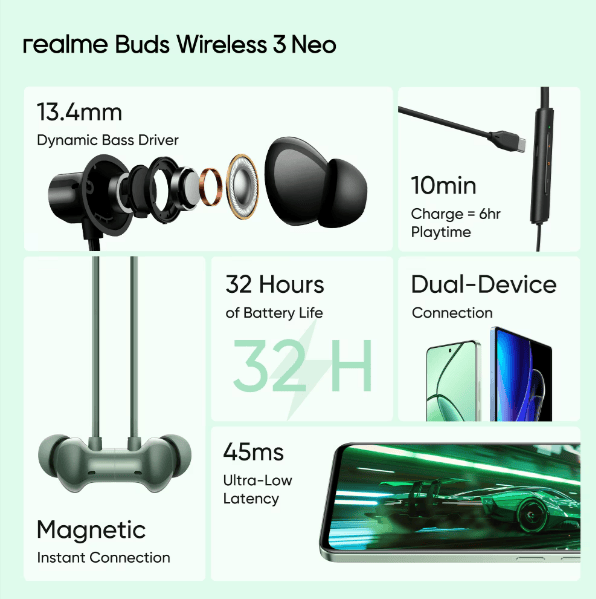 realme Buds Wireless 3 Neo
13.4mm
Dynamic Bass Driver
10min
Charge = 6hr
Playtime
32 Hours
of Battery Life
32 H
Dual-Device
Connection
45ms
Ultra-Low
Latency
Magnetic
Instant Connection